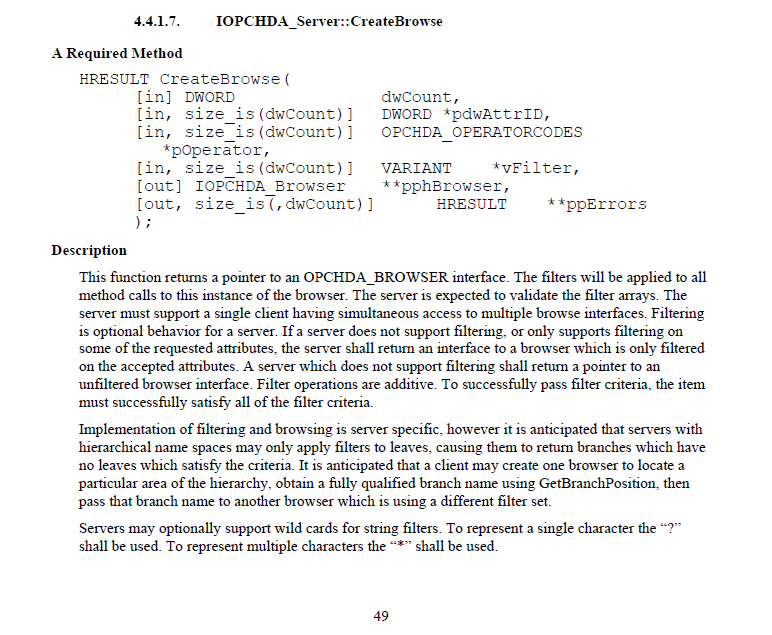 4.4.1.7. IOPCHDA_Server::CreateBrowse
A Required Method
HRESULT CreateBrowse(
[in] DWORD dwCount,
[in, size_is(dwCount)] DWORD *pdwAttrID,
[in, size_is(dwCount)] OPCHDA_OPERATORCODES
*pOperator,
[in, size_is(dwCount)] VARIANT *vFilter,
[out] IOPCHDA_Browser **pphBrowser,
[out, size_is(,dwCount)] HRESULT **ppErrors
);
Description
This function returns a pointer to an OPCHDA_BROWSER interface. The filters will be applied to all
method calls to this instance of the browser. The server is expected to validate the filter arrays. The
server must support a single client having simultaneous access to multiple browse interfaces. Filtering
is optional behavior for a server. If a server does not support filtering, or only supports filtering on
some of the requested attributes, the server shall return an interface to a browser which is only filtered
on the accepted attributes. A server which does not support filtering shall return a pointer to an
unfiltered browser interface. Filter operations are additive. To successfully pass filter criteria, the item
must successfully satisfy all of the filter criteria.
Implementation of filtering and browsing is server specific, however it is anticipated that servers with
hierarchical name spaces may only apply filters to leaves, causing them to return branches which have
no leaves which satisfy the criteria. It is anticipated that a client may create one browser to locate a
particular area of the hierarchy, obtain a fully qualified branch name using GetBranchPosition, then
pass that branch name to another browser which is using a different filter set.
Servers may optionally support wild cards for string filters. To represent a single character the “?”
shall be used. To represent multiple characters the “*” shall be used.
49